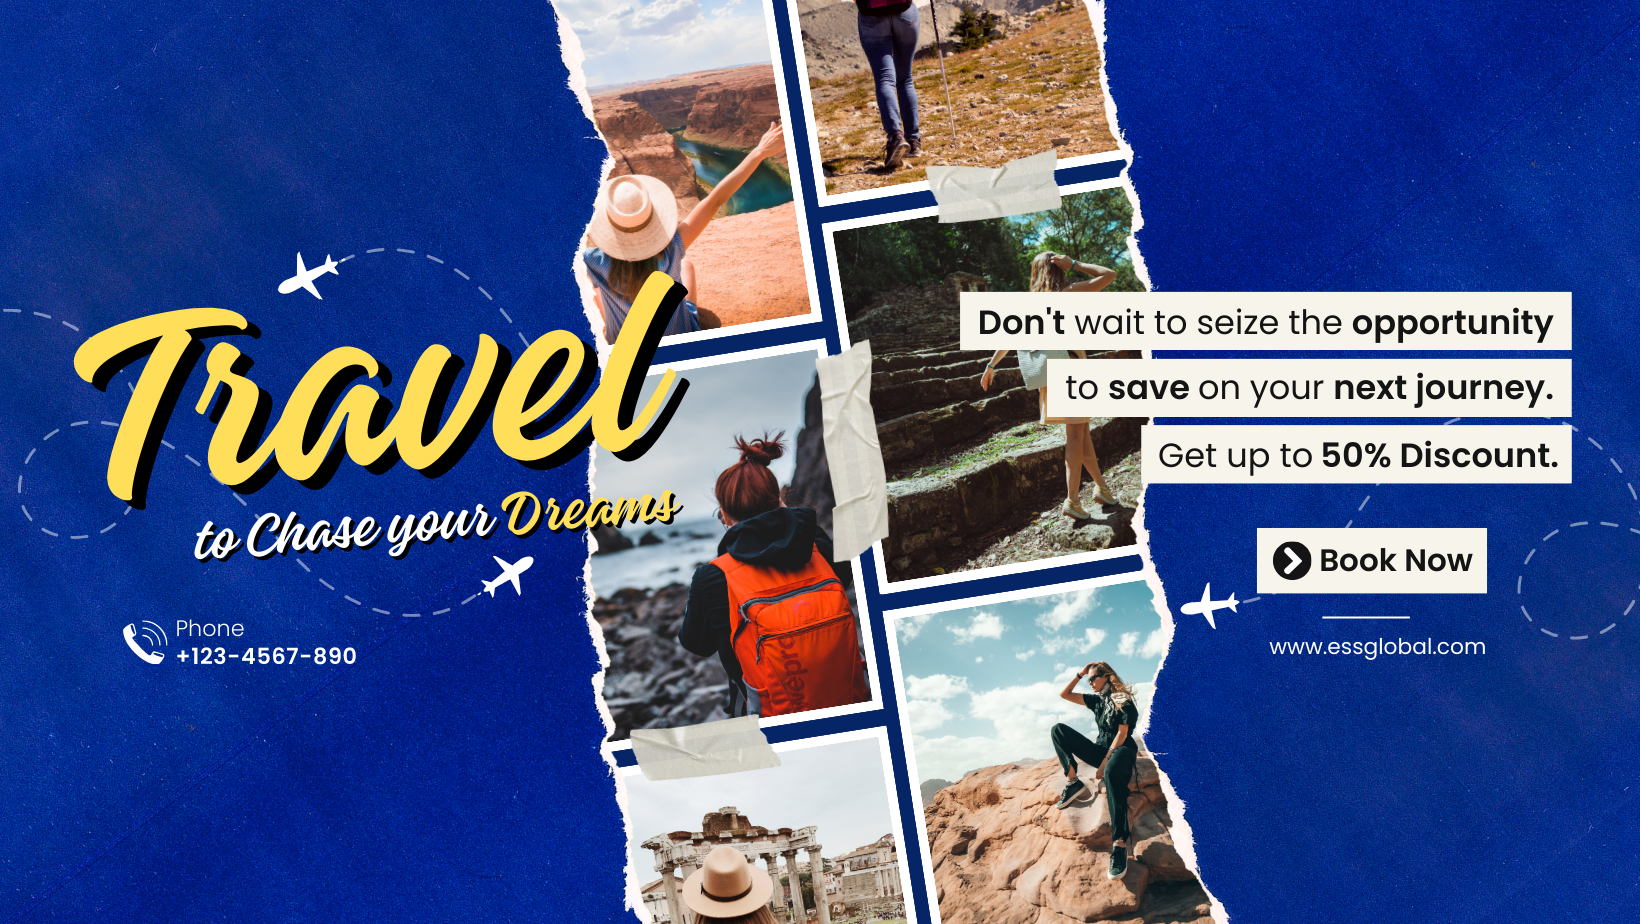 Travel
to Chase your Dreams
Phone
+123-4567-890
Don't wait to seize the opportunity
to save on your next journey.
Get up to 50% Discount.
Book Now
www.essglobal.com